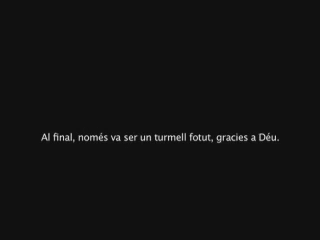 Al final, només va ser un turmell fotut, gracies a Déu.